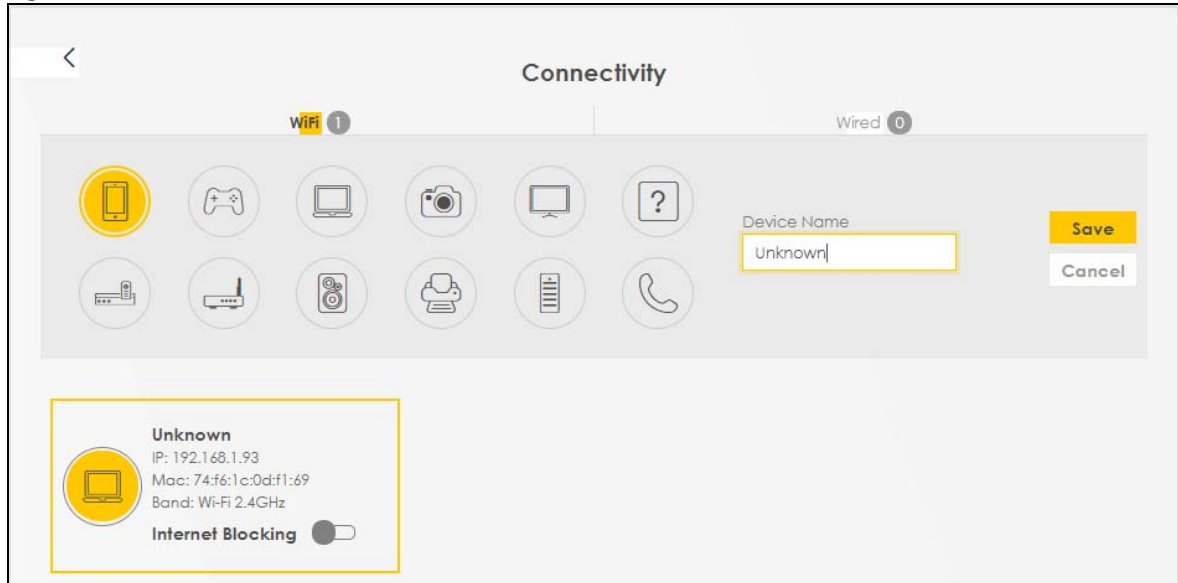 Connectivity
WiFi 1
Wired 0
?
Device Name
Unknown
Save
Cancel
Unknown
IP: 192.168.1.93
Mac: 74:f6:1c:0d:f1:69
Band: Wi-Fi 2.4GHz
Internet Blocking